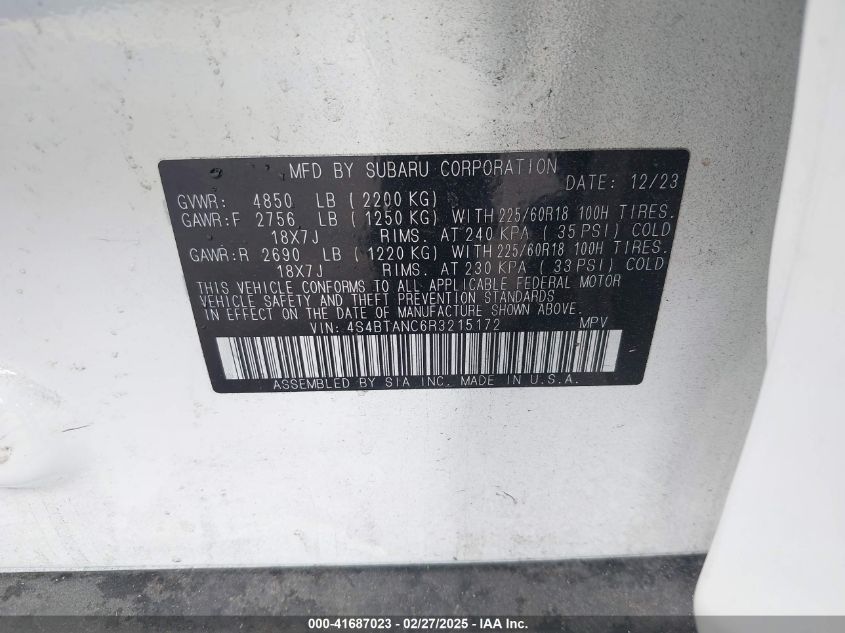 MFD BY SUBARU CORPORATION
DATE: 12/23
GVWR: 4850 LB ( 2200 KG)
GAWR:F 2756 LB ( 1250 KG) WITH 225/60R18 100H TIRES.
18X7J RIMS. AT 240 KPA ( 35 PSI) COLD
GAWR:R 2690 LB ( 1220 KG) WITH 225/60R18 100H TIRES.
18X7J RIMS. AT 230 KPA ( 33 PSI) COLD
THIS VEHICLE CONFORMS TO ALL APPLICABLE FEDERAL MOTOR
VEHICLE SAFETY AND THEFT PREVENTION STANDARDS
IN EFFECT ON THE DATE OF MANUFACTURE SHOWN ABOVE.
VIN: 4S4BTANC6R3215172 MPV
ASSEMBLED BY SIA INC. MADE IN U.S.A.
000-41687023 - 02/27/2025 - IAA Inc.